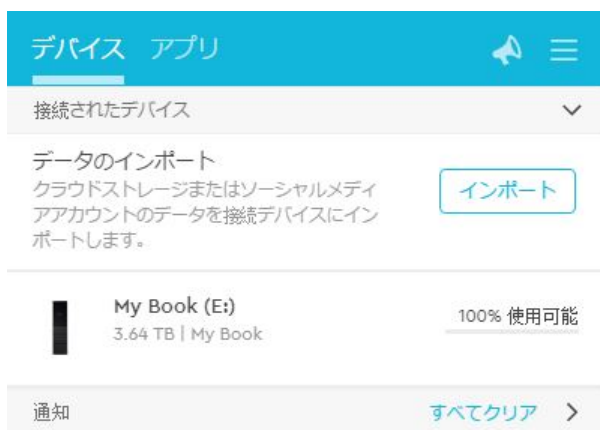 デバイス アプリ
接続されたデバイス
データのインポート
クラウドストレージまたはソーシャルメディ
アアカウントのデータを接続デバイスにイン
ポートします。
インポート
My Book (E:)
3.64 TB | My Book
100% 使用可能
通知 すべてクリア